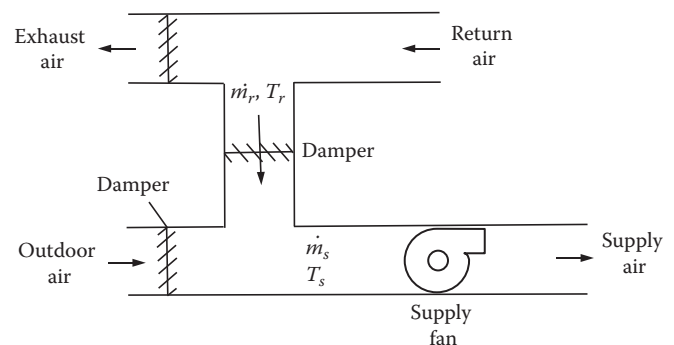 Exhaust
air
Return
air
ṁr, Tr
Damper
Damper
Outdoor
air
ṁs
Ts
Supply
air
Supply
fan